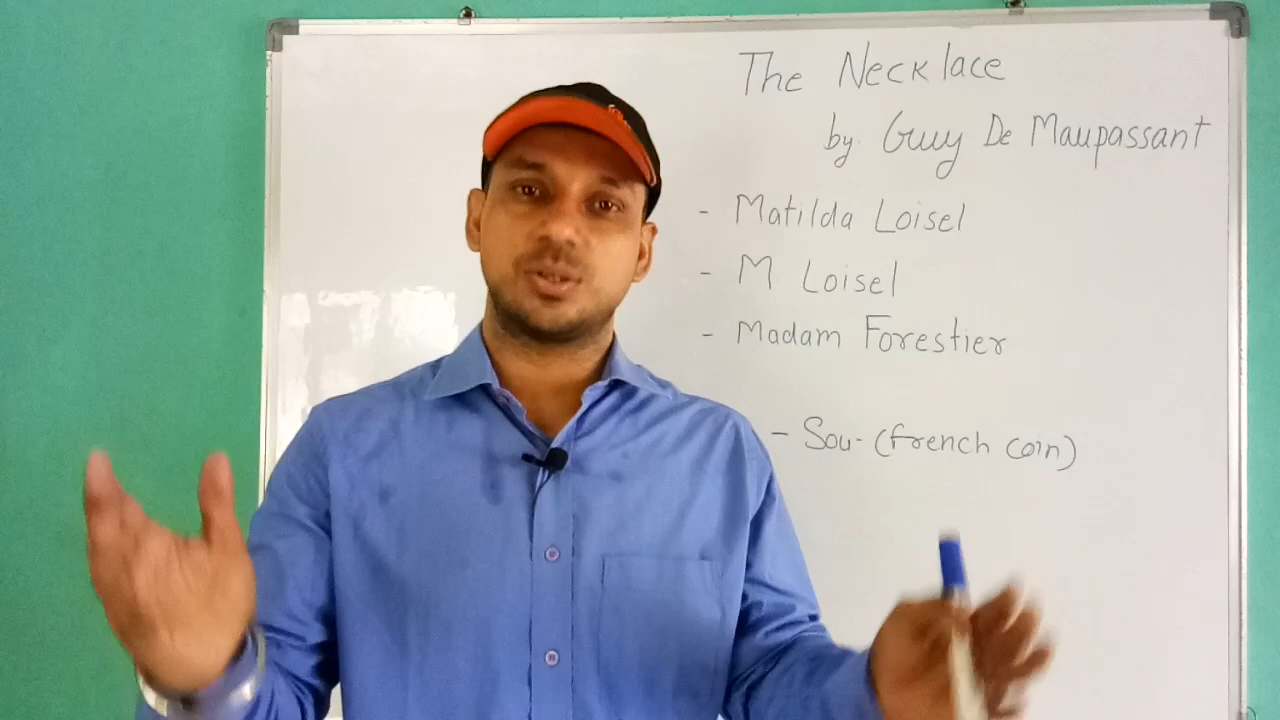 The Necklace
by. Guy De Maupassant
- Matilda Loisel
- M Loisel
- Madam Forestier
- Sou- (french coin)